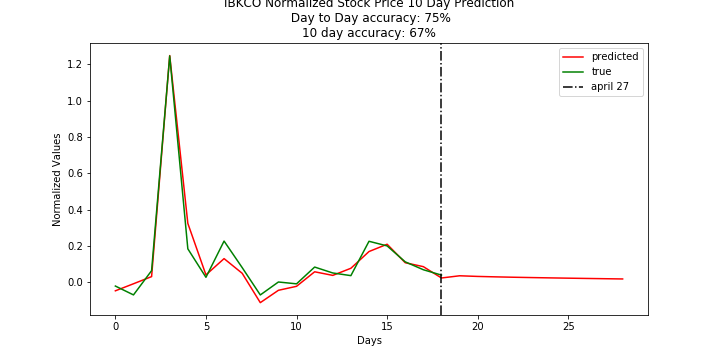 IBKCO Normalized Stock Price 10 Day Prediction
Day to Day accuracy: 75%
10 day accuracy: 67%
predicted
true
april 27
Normalized Values
1.2
1.0
0.8
0.6
0.4
0.2
0.0
0 5 10 15 20 25
Days